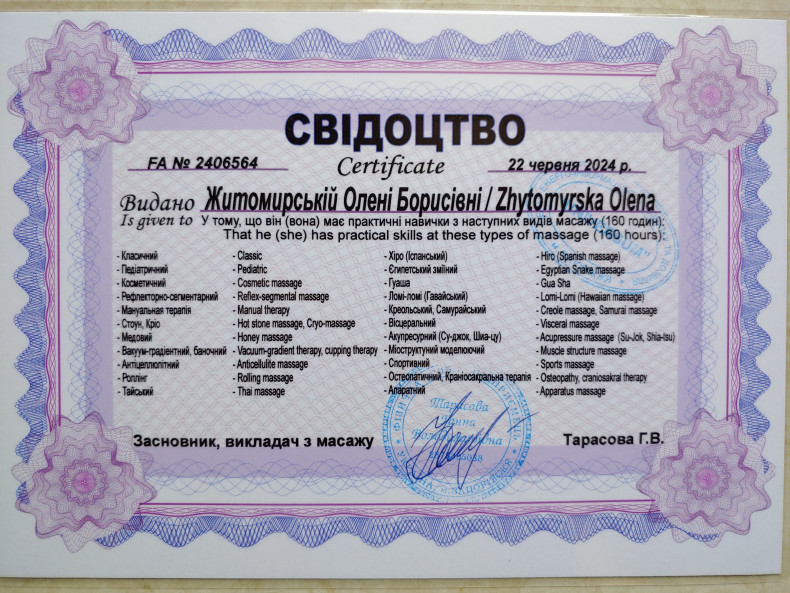 СВІДОЦТВО
FA № 2406564
Certificate
22 червня 2024 р.
Видано Житомирській Олені Борисівні / Zhytomyrska Olena
Is given to У тому, що він (вона) має практичні навички з наступних видів масажу (160 годин):
That he (she) has practical skills at these types of massage (160 hours):
- Класичний - Classic - Хіро (Іспанський) - Hiro (Spanish massage)
- Педіатричний - Pediatric - Єгипетський зміїний - Egyptian Snake massage
- Косметичний - Cosmetic massage - Гуаша - Gua Sha
- Рефлекторно-сегментарний - Reflex-segmental massage - Ломі-ломі (Гавайський) - Lomi-Lomi (Hawaiian massage)
- Мануальна терапія - Manual therapy - Креольський, Самурайський - Creole massage, Samurai massage
- Стоун, Кріо - Hot stone massage, Cryo-massage - Вісцеральний - Visceral massage
- Медовий - Honey massage - Акупресурний (Су-джок, Шиа-цу) - Acupressure massage (Su-Jok, Shia-tsu)
- Вакуум-градієнтний, баночний - Vacuum-gradient therapy, cupping therapy - Міоструктурний моделюючий - Muscle structure massage
- Антіцеллюлітний - Anticellulite massage - Спортивний - Sports massage
- Роллінг - Rolling massage - Остеопатичний, Краніосакральна терапія - Osteopathy, craniosakral therapy
- Тайський - Thai massage - Апаратний - Apparatus massage
Тарасова
Ганна
Володимирівна
Засновник, викладач з масажу Тарасова Г.В.